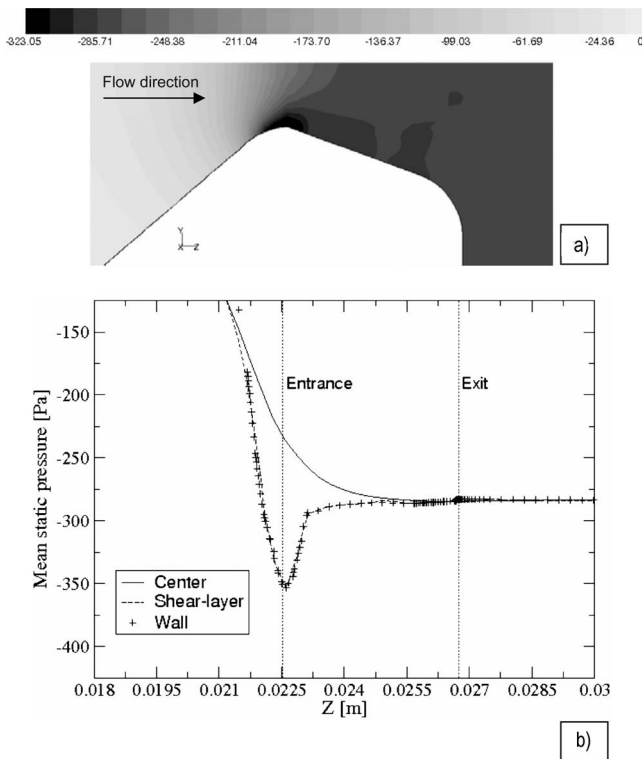 -323.05 -285.71 -248.38 -211.04 -173.70 -136.37 -99.03 -61.69 -24.36 0
Flow direction
Y
X Z
a)
-125
-200
-250
-300
-350
-400
Mean static pressure [Pa]
Entrance
Exit
Center
Shear-layer
Wall
0.018 0.0195 0.021 0.0225 0.024 0.0255 0.027 0.0285 0.03
Z [m]
b)